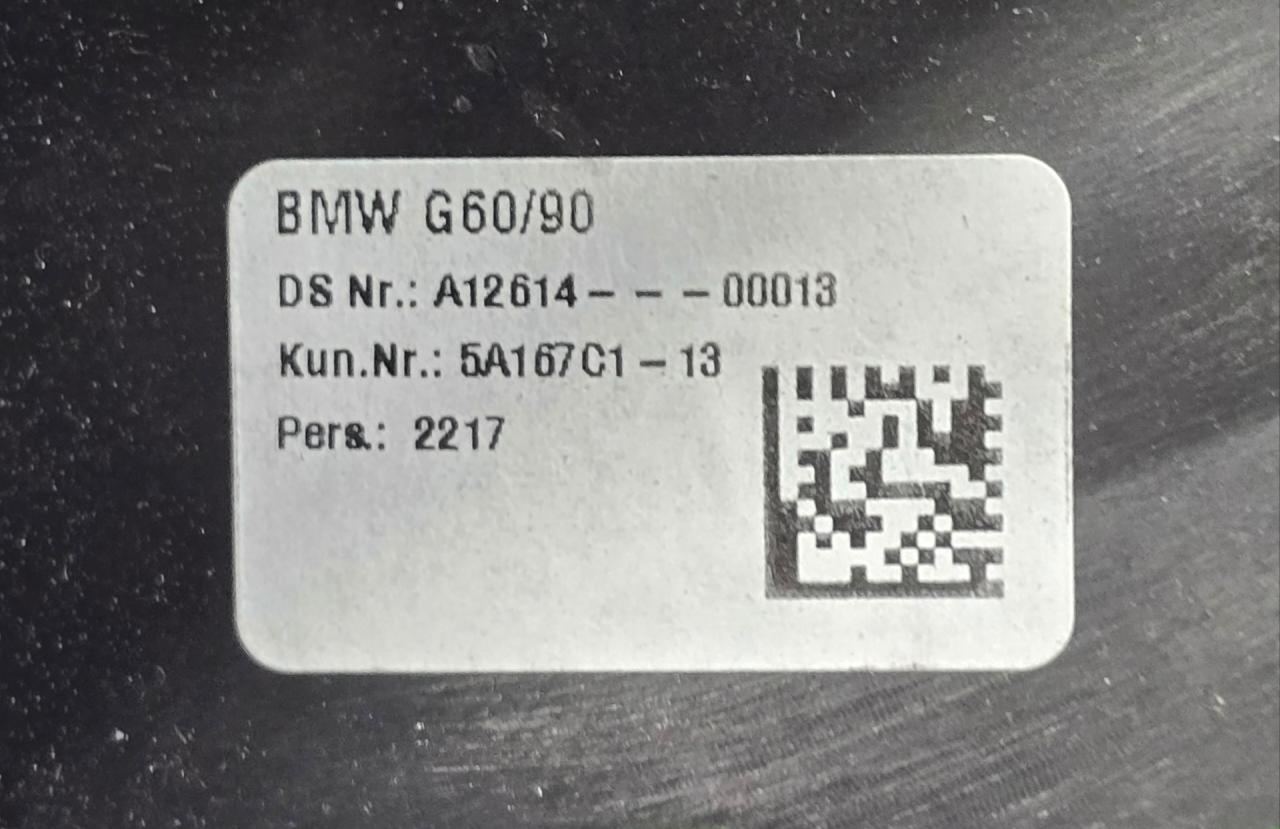 BMW G60/90
DS Nr.: A12614 - - - 00013
Kun.Nr.: 5A167C1 - 13
Pers.: 2217